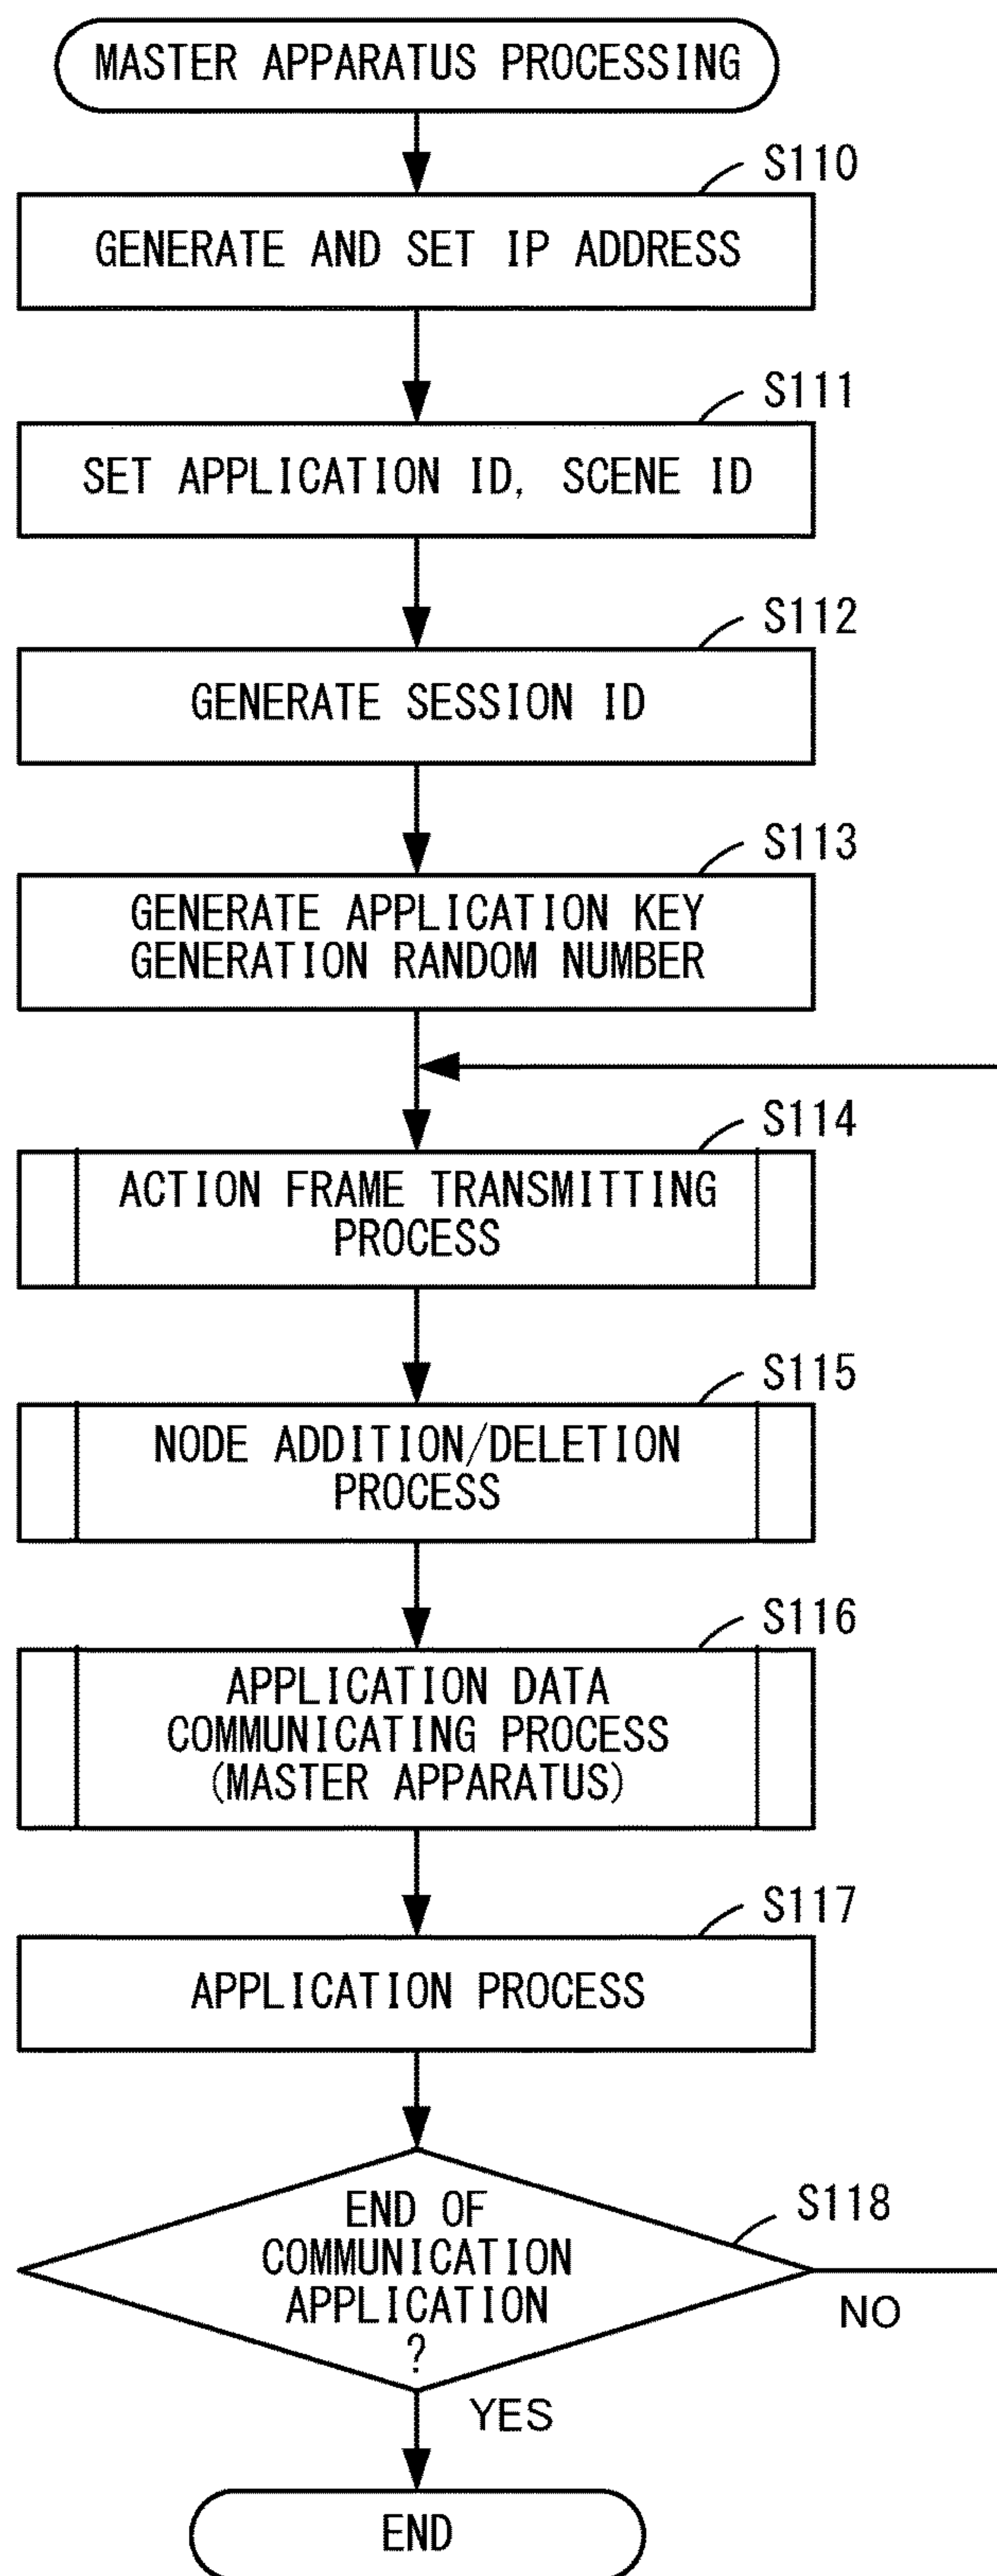 MASTER APPARATUS PROCESSING
S110
GENERATE AND SET IP ADDRESS
S111
SET APPLICATION ID, SCENE ID
S112
GENERATE SESSION ID
S113
GENERATE APPLICATION KEY
GENERATION RANDOM NUMBER
S114
ACTION FRAME TRANSMITTING
PROCESS
S115
NODE ADDITION/DELETION
PROCESS
S116
APPLICATION DATA
COMMUNICATING PROCESS
(MASTER APPARATUS)
S117
APPLICATION PROCESS
S118
END OF
COMMUNICATION
APPLICATION
?
NO
YES
END